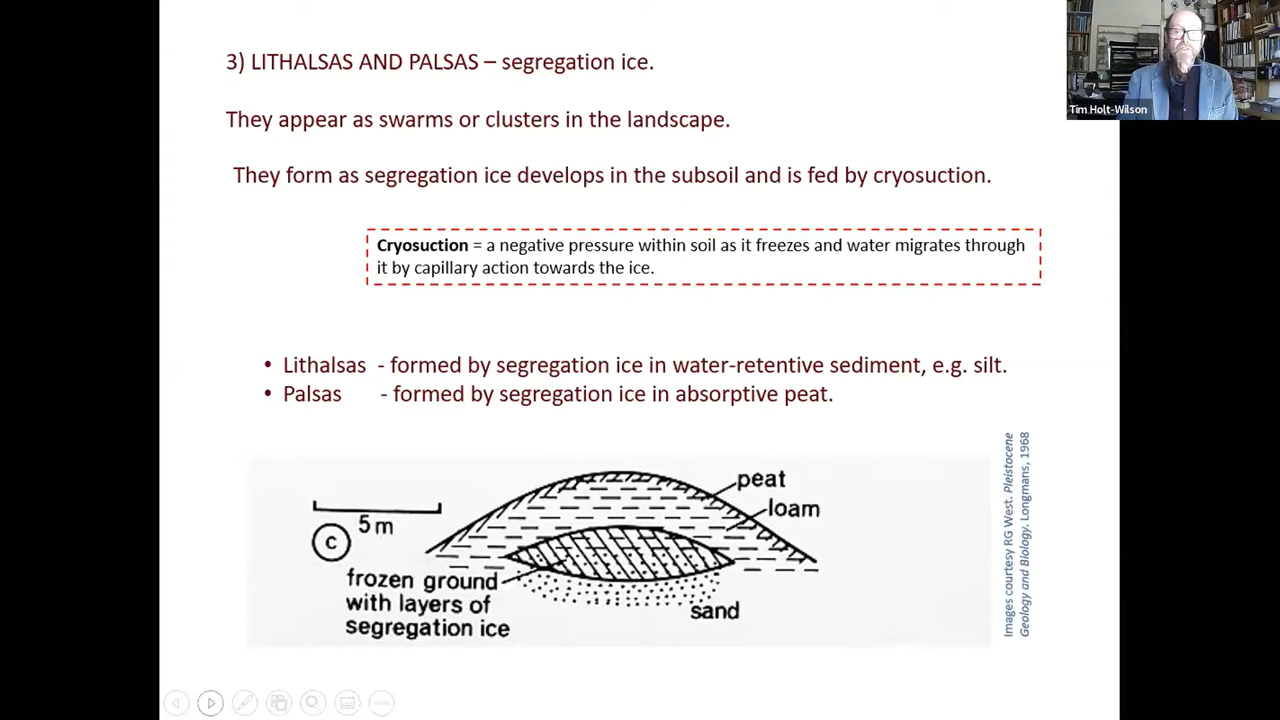 3) LITHALSAS AND PALSAS – segregation ice.
Tim Holt-Wilson
They appear as swarms or clusters in the landscape.
They form as segregation ice develops in the subsoil and is fed by cryosuction.
Cryosuction = a negative pressure within soil as it freezes and water migrates through
it by capillary action towards the ice.
• Lithalsas - formed by segregation ice in water-retentive sediment, e.g. silt.
• Palsas - formed by segregation ice in absorptive peat.
peat
loam
5 m
c
frozen ground
with layers of
segregation ice
sand
Images courtesy RG West. Pleistocene
Geology and Biology. Longmans, 1968